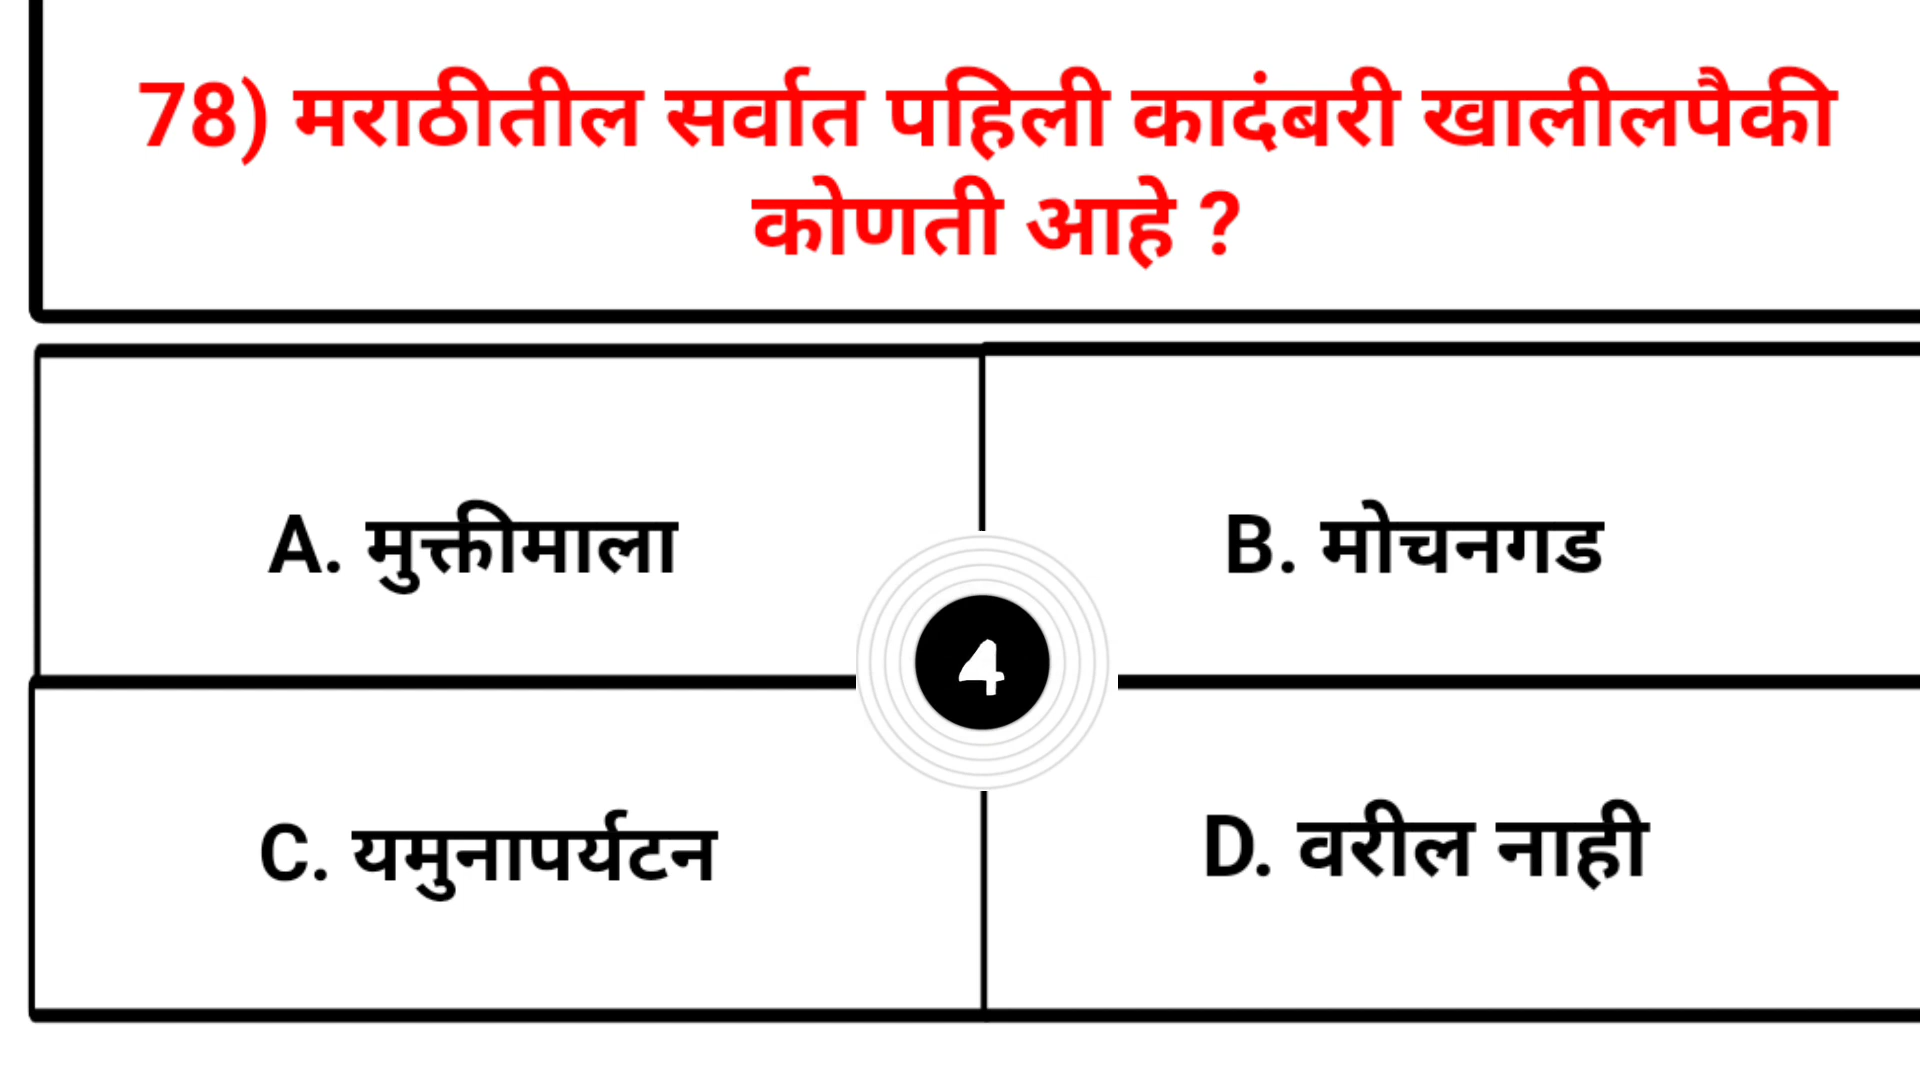 78) मराठीतील सर्वात पहिली कादंबरी खालीलपैकी
कोणती आहे ?
A. मुक्तीमाला
B. मोचनगड
4
C. यमुनापर्यटन
D. वरील नाही